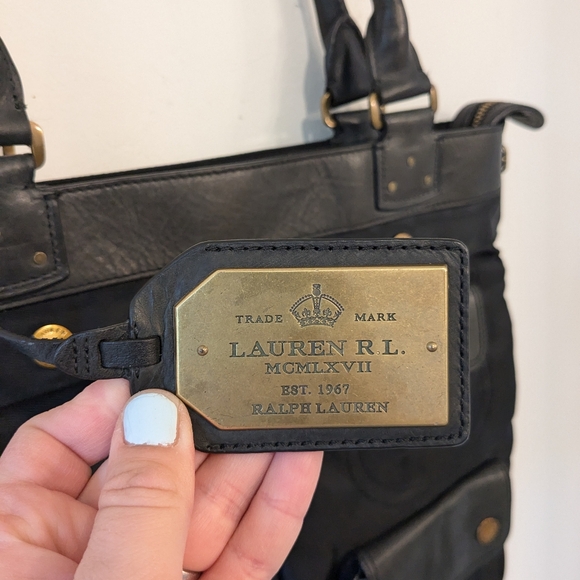 TRADE MARK
LAUREN R.L.
MCMLXVII
EST. 1967
RALPH LAUREN